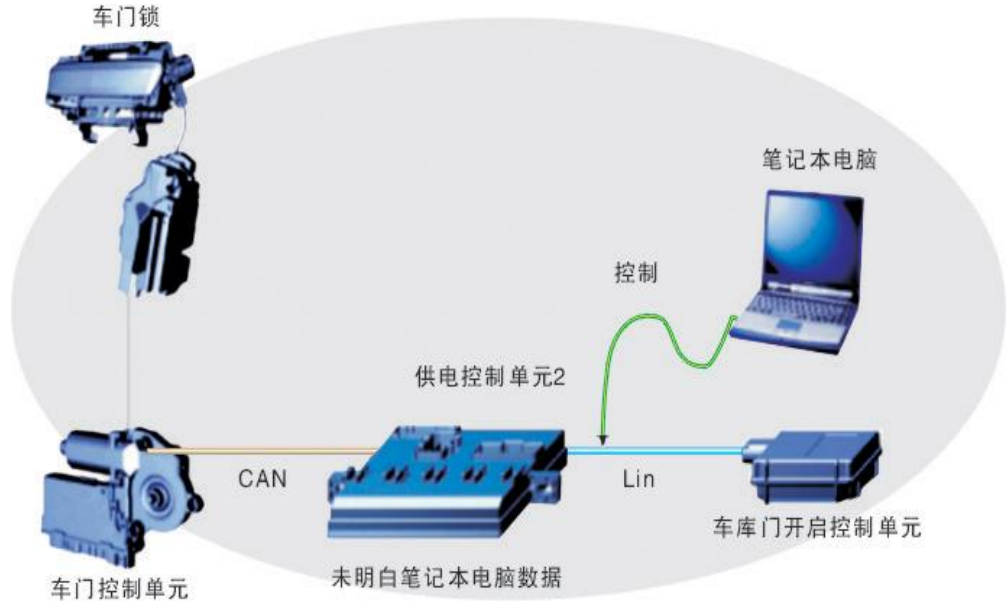 车门锁
笔记本电脑
控制
供电控制单元2
CAN
Lin
车库门开启控制单元
未明白笔记本电脑数据
车门控制单元